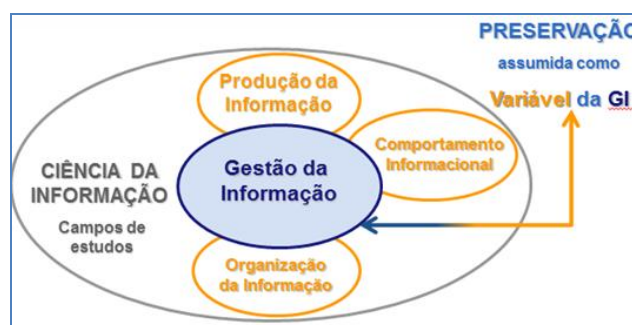 PRESERVAÇÃO
assumida como
Variável da GI
Produção da
Informação
Comportamento
Informacional
Gestão da
Informação
CIÊNCIA DA
INFORMAÇÃO
Campos de
estudos
Organização
da Informação